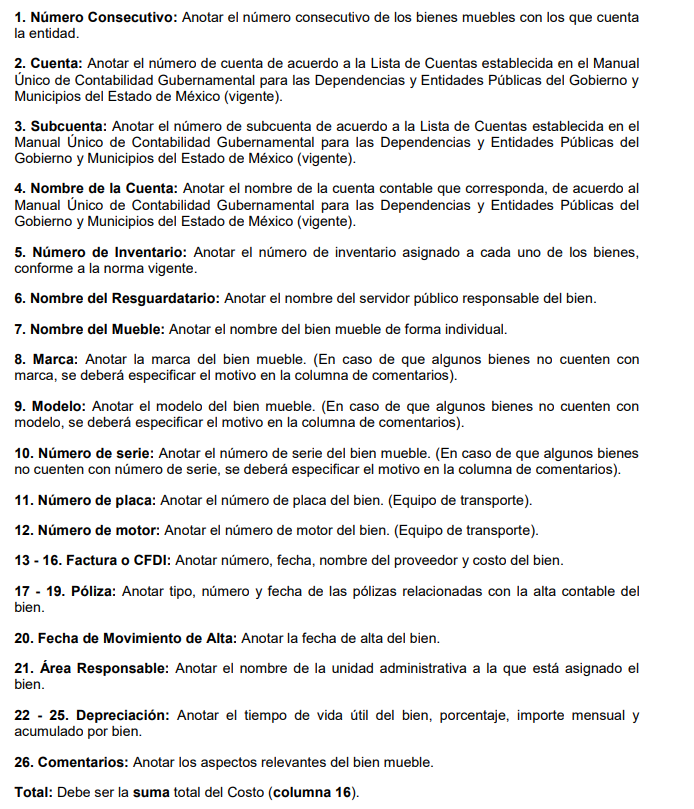 1. Número Consecutivo: Anotar el número consecutivo de los bienes muebles con los que cuenta
la entidad.
2. Cuenta: Anotar el número de cuenta de acuerdo a la Lista de Cuentas establecida en el Manual
Único de Contabilidad Gubernamental para las Dependencias y Entidades Públicas del Gobierno y
Municipios del Estado de México (vigente).
3. Subcuenta: Anotar el número de subcuenta de acuerdo a la Lista de Cuentas establecida en el
Manual Único de Contabilidad Gubernamental para las Dependencias y Entidades Públicas del
Gobierno y Municipios del Estado de México (vigente).
4. Nombre de la Cuenta: Anotar el nombre de la cuenta contable que corresponda, de acuerdo al
Manual Único de Contabilidad Gubernamental para las Dependencias y Entidades Públicas del
Gobierno y Municipios del Estado de México (vigente).
5. Número de Inventario: Anotar el número de inventario asignado a cada uno de los bienes,
conforme a la norma vigente.
6. Nombre del Resguardatario: Anotar el nombre del servidor público responsable del bien.
7. Nombre del Mueble: Anotar el nombre del bien mueble de forma individual.
8. Marca: Anotar la marca del bien mueble. (En caso de que algunos bienes no cuenten con
marca, se deberá especificar el motivo en la columna de comentarios).
9. Modelo: Anotar el modelo del bien mueble. (En caso de que algunos bienes no cuenten con
modelo, se deberá especificar el motivo en la columna de comentarios).
10. Número de serie: Anotar el número de serie del bien mueble. (En caso de que algunos bienes
no cuenten con número de serie, se deberá especificar el motivo en la columna de comentarios).
11. Número de placa: Anotar el número de placa del bien. (Equipo de transporte).
12. Número de motor: Anotar el número de motor del bien. (Equipo de transporte).
13 - 16. Factura o CFDI: Anotar número, fecha, nombre del proveedor y costo del bien.
17 - 19. Póliza: Anotar tipo, número y fecha de las pólizas relacionadas con la alta contable del
bien.
20. Fecha de Movimiento de Alta: Anotar la fecha de alta del bien.
21. Área Responsable: Anotar el nombre de la unidad administrativa a la que está asignado el
bien.
22 - 25. Depreciación: Anotar el tiempo de vida útil del bien, porcentaje, importe mensual y
acumulado por bien.
26. Comentarios: Anotar los aspectos relevantes del bien mueble.
Total: Debe ser la suma total del Costo (columna 16).